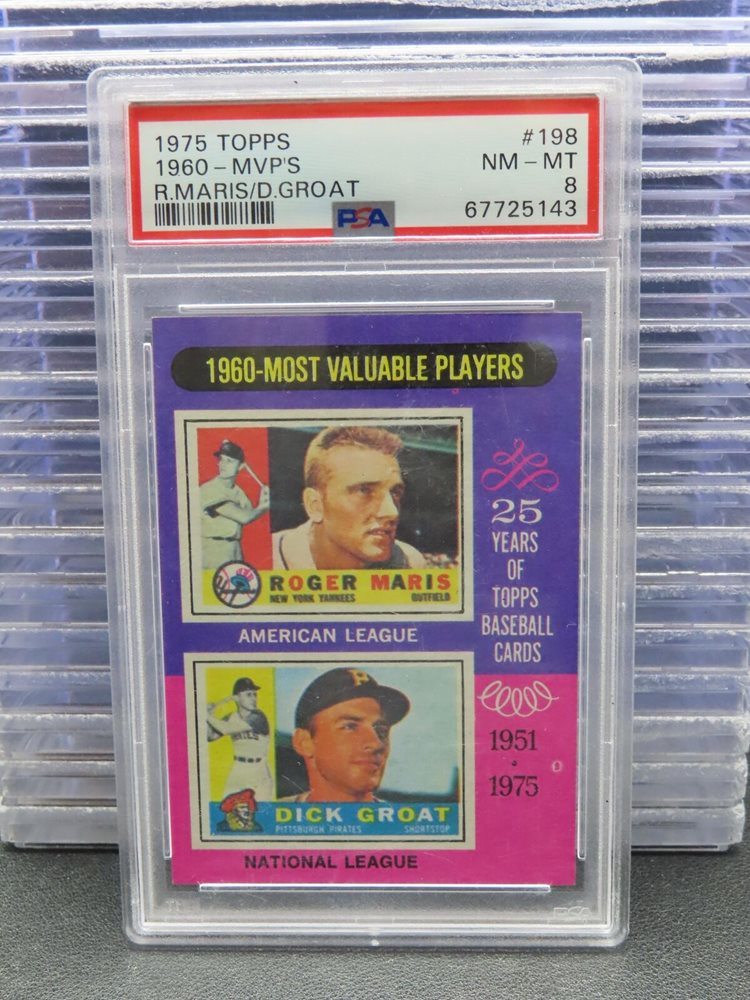 1975 TOPPS #198
1960-MVP'S NM-MT
R.MARIS/D.GROAT 8
PSA 67725143
1960-MOST VALUABLE PLAYERS
ROGER MARIS
NEW YORK YANKEES OUTFIELD
AMERICAN LEAGUE
25
YEARS
OF
TOPPS
BASEBALL
CARDS
DICK GROAT
PITTSBURGH PIRATES SHORTSTOP
NATIONAL LEAGUE
1951
1975
PSA